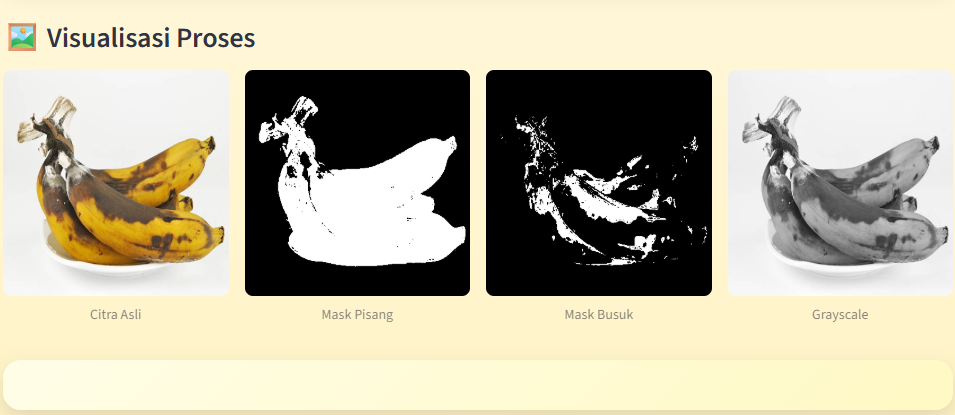 Visualisasi Proses
Citra Asli
Mask Pisang
Mask Busuk
Grayscale